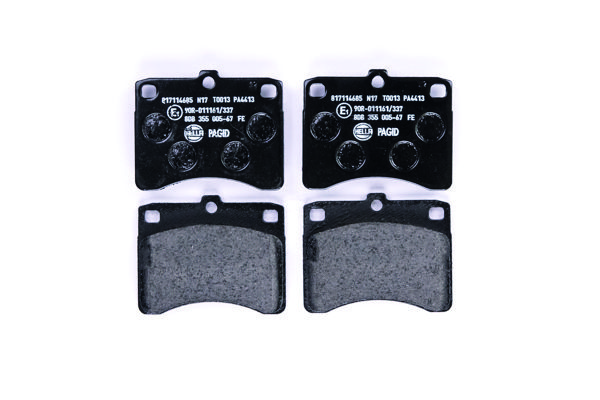 817114685 N17 T0013 PA4413
E1 90R-011161/337
8DB 355 005-67 FE
HELLA PAGID
817114685 N17 T0013 PA4413
E1 90R-011161/337
8DB 355 005-67 FE
HELLA PAGID